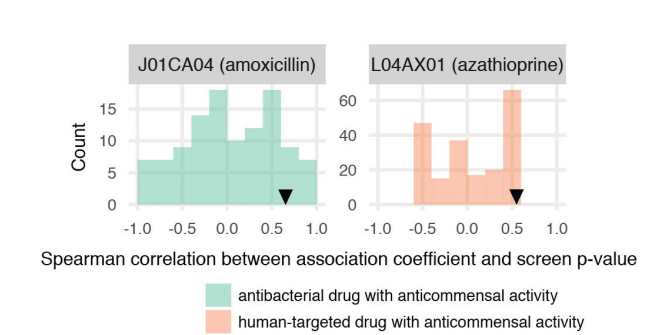 J01CA04 (amoxicillin)
L04AX01 (azathioprine)
Count
15
10
5
0
60
40
20
0
-1.0 -0.5 0.0 0.5 1.0
-1.0 -0.5 0.0 0.5 1.0
Spearman correlation between association coefficient and screen p-value
antibacterial drug with anticommensal activity
human-targeted drug with anticommensal activity